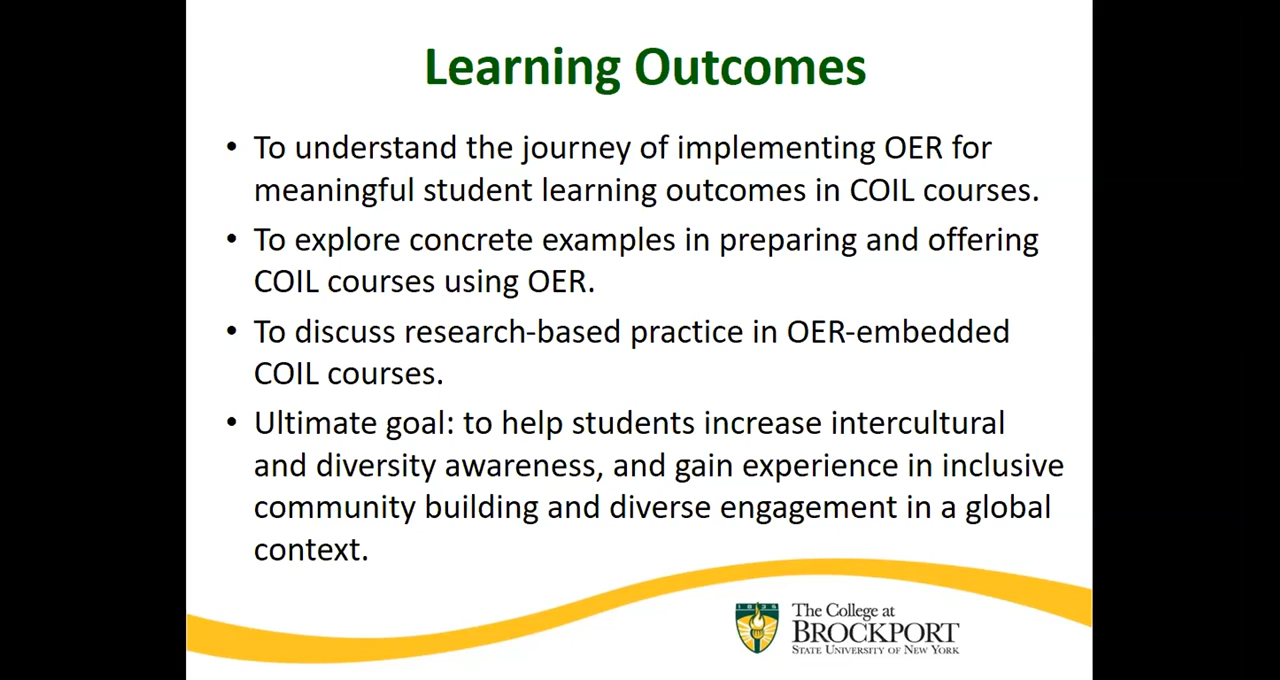 Learning Outcomes
• To understand the journey of implementing OER for
meaningful student learning outcomes in COIL courses.
• To explore concrete examples in preparing and offering
COIL courses using OER.
• To discuss research-based practice in OER-embedded
COIL courses.
• Ultimate goal: to help students increase intercultural
and diversity awareness, and gain experience in inclusive
community building and diverse engagement in a global
context.
1835
The College at
BROCKPORT
STATE UNIVERSITY OF NEW YORK